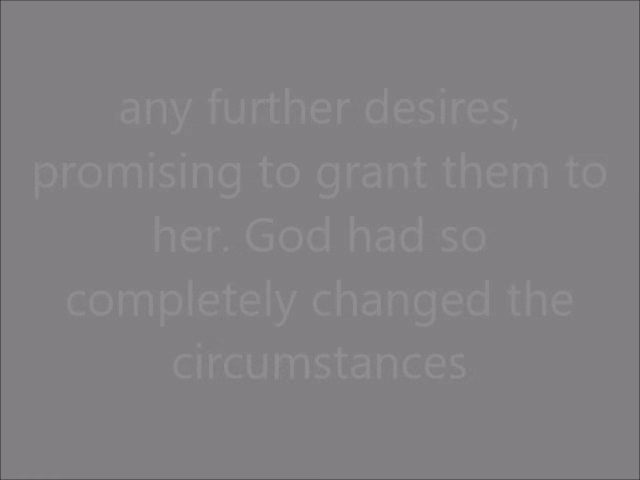 any further desires,
promising to grant them to
her. God had so
completely changed the
circumstances